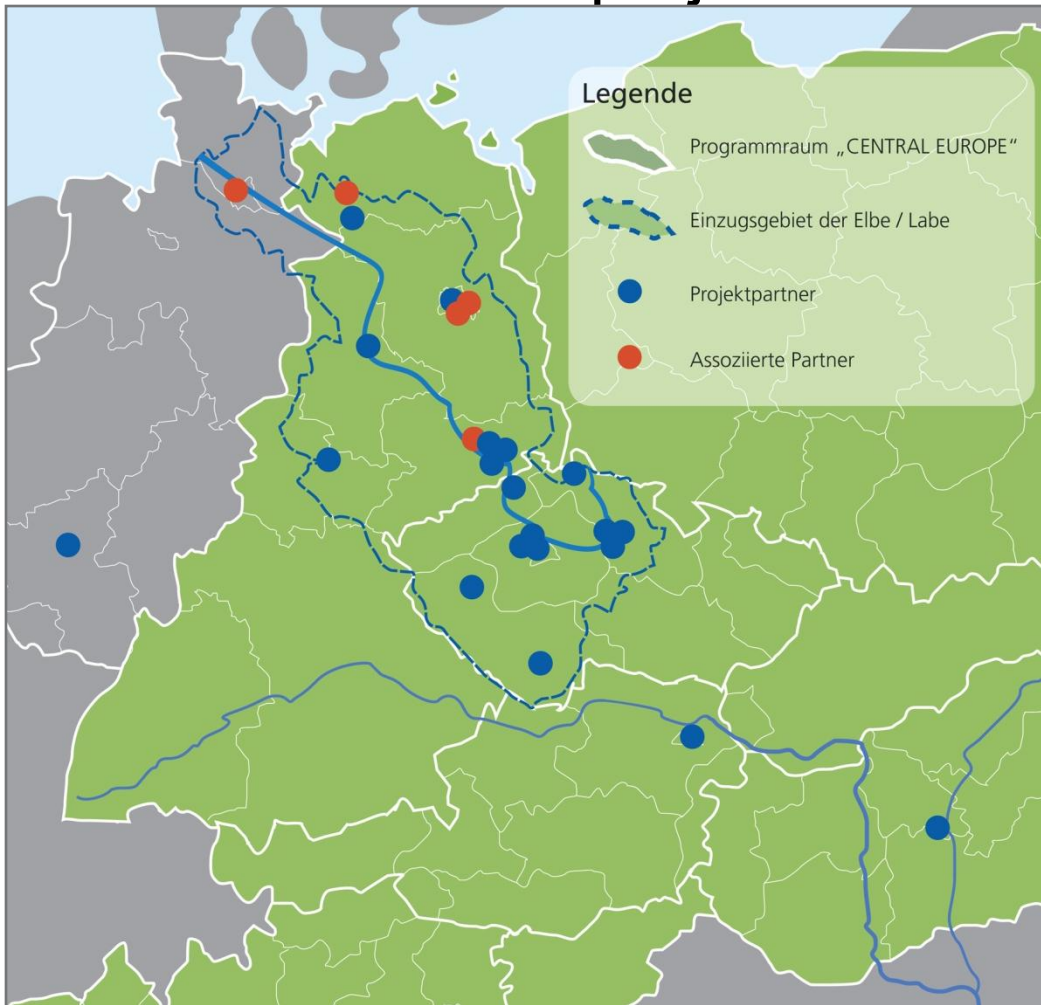 Legende
Programmraum „CENTRAL EUROPE“
Einzugsgebiet der Elbe / Labe
Projektpartner
Assoziierte Partner